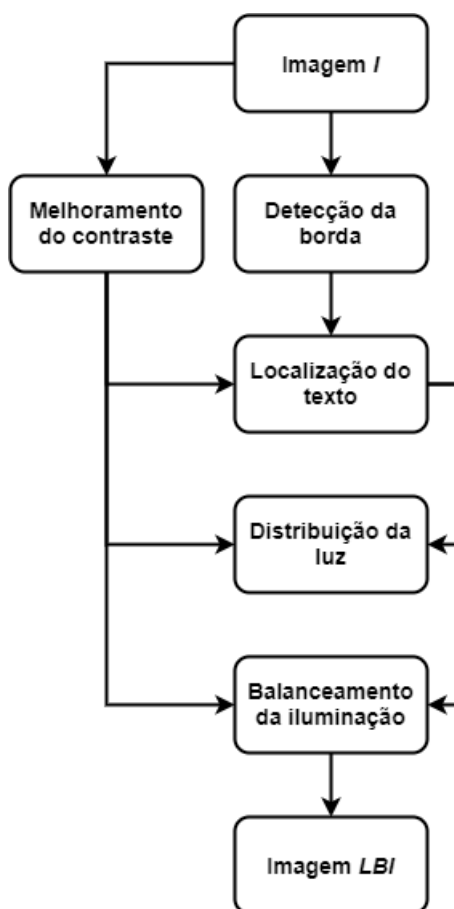 Imagem I
Melhoramento
do contraste
Detecção da
borda
Localização do
texto
Distribuição da
luz
Balanceamento
da iluminação
Imagem LBI